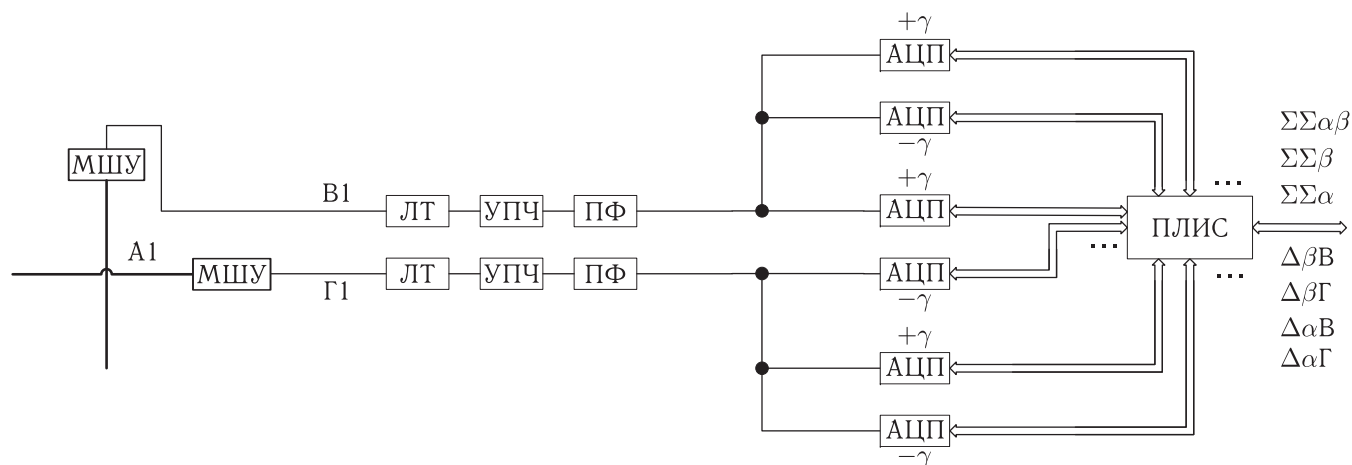 +γ
АЦП
АЦП
−γ
ΣΣαβ
МШУ
ΣΣβ
+γ
...
В1
ЛТ
УПЧ
ПФ
АЦП
ΣΣα
ПЛИС
А1
...
МШУ
Г1
ЛТ
УПЧ
ПФ
АЦП
−γ
...
ΔβВ
ΔβГ
+γ
ΔαВ
АЦП
ΔαГ
АЦП
−γ